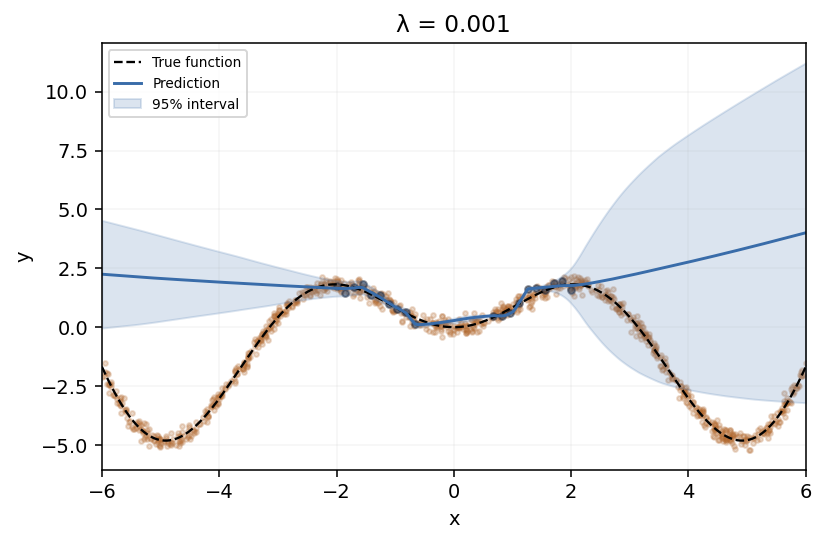 λ = 0.001
True function
Prediction
95% interval
y
10.0
7.5
5.0
2.5
0.0
−2.5
−5.0
−6 −4 −2 0 2 4 6
x